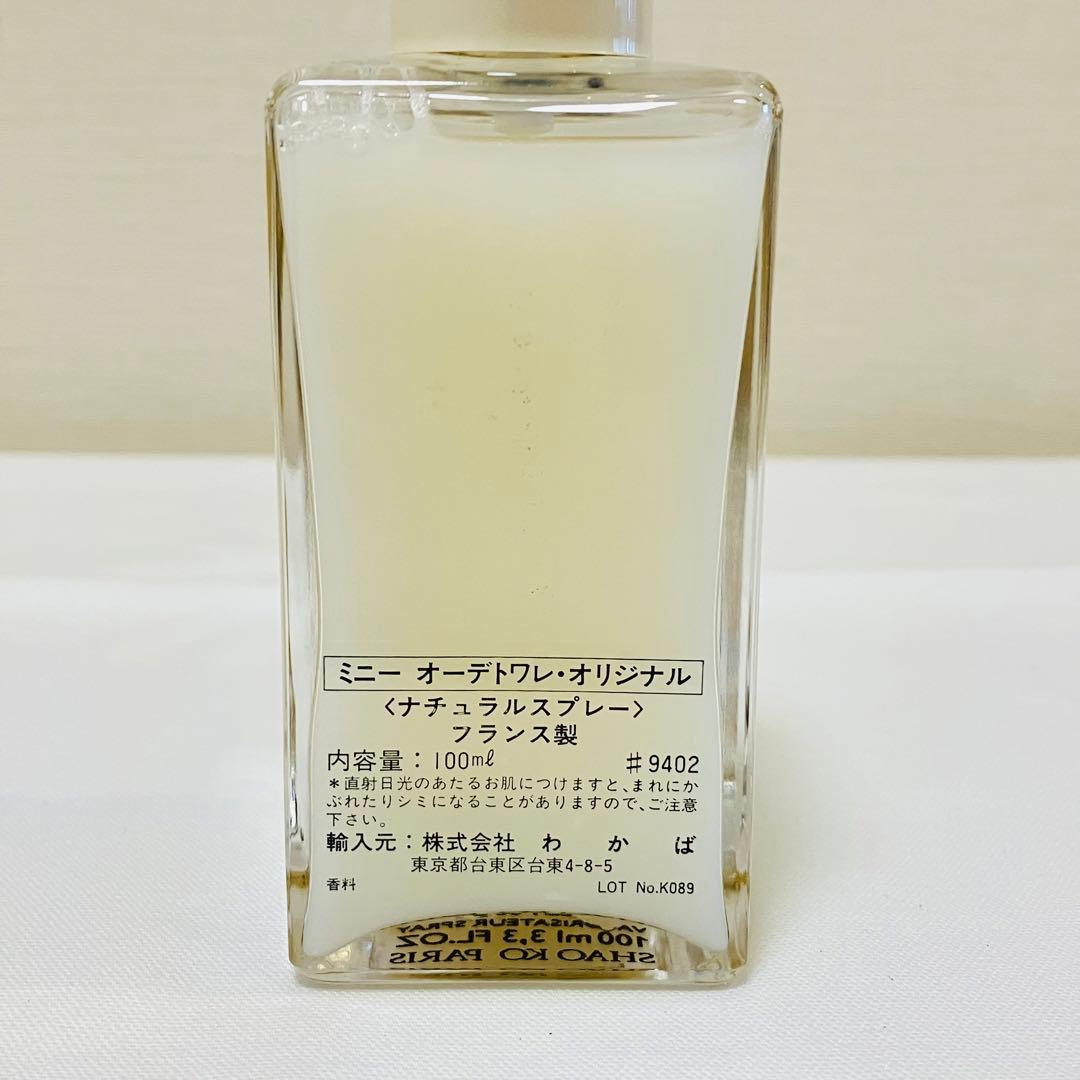 ミニー オーデトワレ・オリジナル
〈ナチュラルスプレー〉
フランス製
内容量：100mℓ ♯9402
＊直射日光のあたるお肌につけますと、まれにか
ぶれたりシミになることがありますので、ご注意
下さい。
輸入元：株式会社 わ か ば
東京都台東区台東4-8-5
香料 LOT No.K089
VAPORISATEUR SPRAY
100 ml 3,3 FL.OZ
SHAO KO PARIS